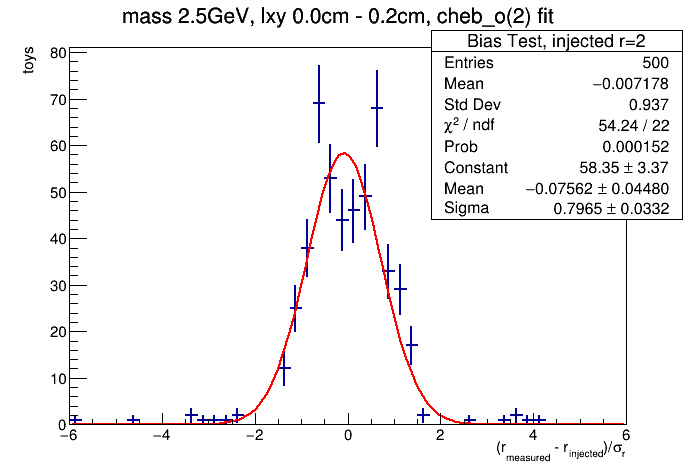 mass 2.5GeV, lxy 0.0cm - 0.2cm, cheb_o(2) fit
Bias Test, injected r=2
Entries 500
Mean −0.007178
Std Dev 0.937
χ² / ndf 54.24 / 22
Prob 0.000152
Constant 58.35 ± 3.37
Mean −0.07562 ± 0.04480
Sigma 0.7965 ± 0.0332
toys
80
70
60
50
40
30
20
10
0
−6 −4 −2 0 2 4 6
(r_measured - r_injected)/σ_r